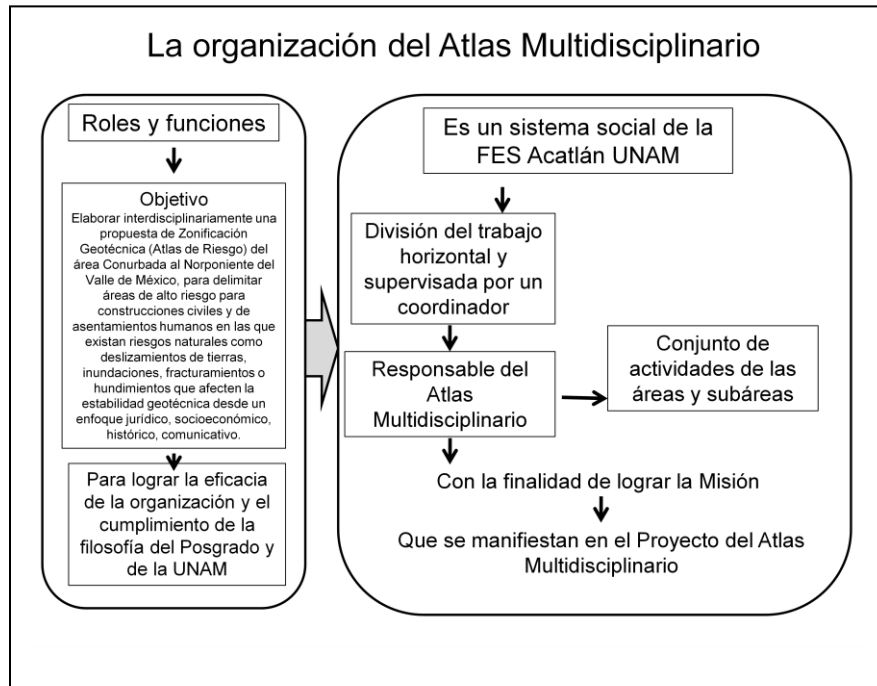 La organización del Atlas Multidisciplinario
Roles y funciones
Objetivo
Elaborar interdisciplinariamente una
propuesta de Zonificación
Geotécnica (Atlas de Riesgo) del
área Conurbada al Norponiente del
Valle de México, para delimitar
áreas de alto riesgo para
construcciones civiles y de
asentamientos humanos en las que
existan riesgos naturales como
deslizamientos de tierras,
inundaciones, fracturamientos o
hundimientos que afecten la
estabilidad geotécnica desde un
enfoque jurídico, socioeconómico,
histórico, comunicativo.
Para lograr la eficacia
de la organización y el
cumplimiento de la
filosofía del Posgrado y
de la UNAM
Es un sistema social de la
FES Acatlán UNAM
División del trabajo
horizontal y
supervisada por un
coordinador
Responsable del
Atlas
Multidisciplinario
Conjunto de
actividades de las
áreas y subáreas
Con la finalidad de lograr la Misión
Que se manifiestan en el Proyecto del Atlas
Multidisciplinario